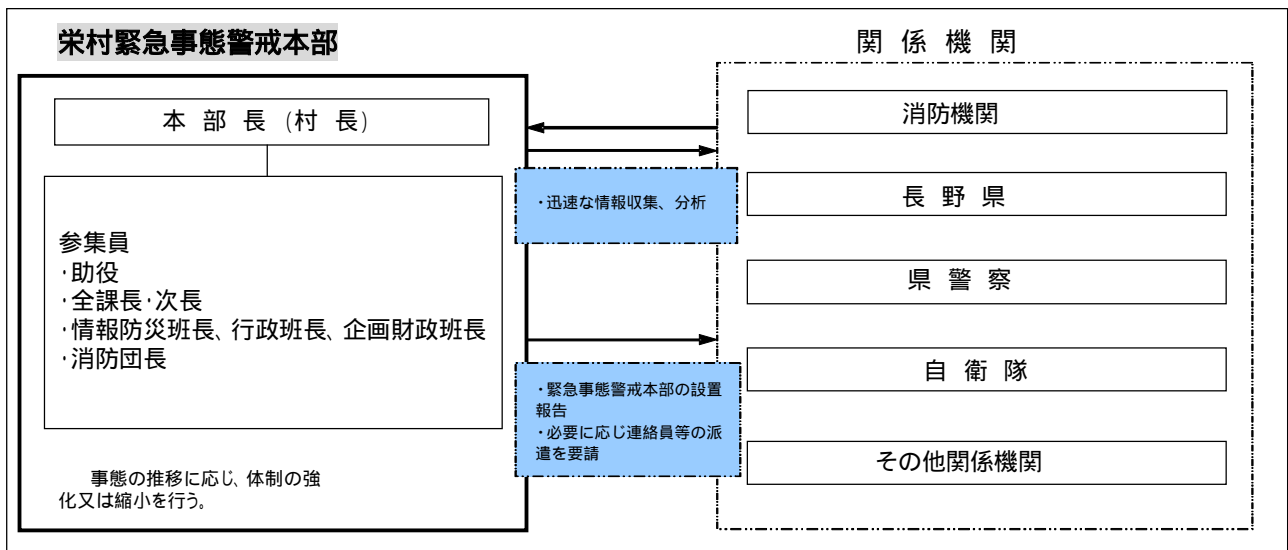 栄村緊急事態警戒本部
本 部 長 (村 長)
参集員
・助役
・全課長・次長
・情報防災班長、行政班長、企画財政班長
・消防団長
事態の推移に応じ、体制の強
化又は縮小を行う。
・迅速な情報収集、分析
・緊急事態警戒本部の設置
報告
・必要に応じ連絡員等の派
遣を要請
関 係 機 関
消防機関
長 野 県
県 警 察
自 衛 隊
その他関係機関